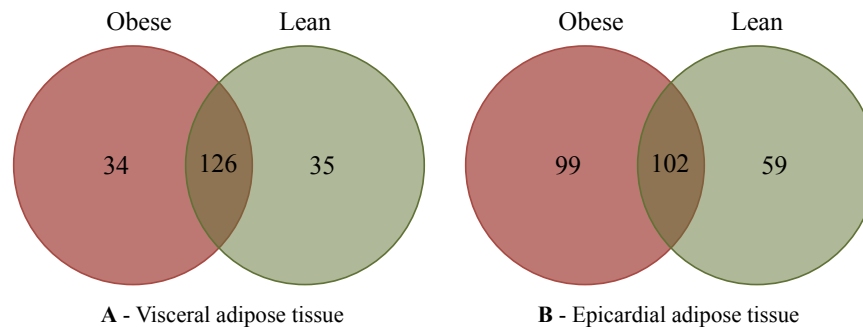 Obese Lean
34 126 35
A - Visceral adipose tissue
Obese Lean
99 102 59
B - Epicardial adipose tissue